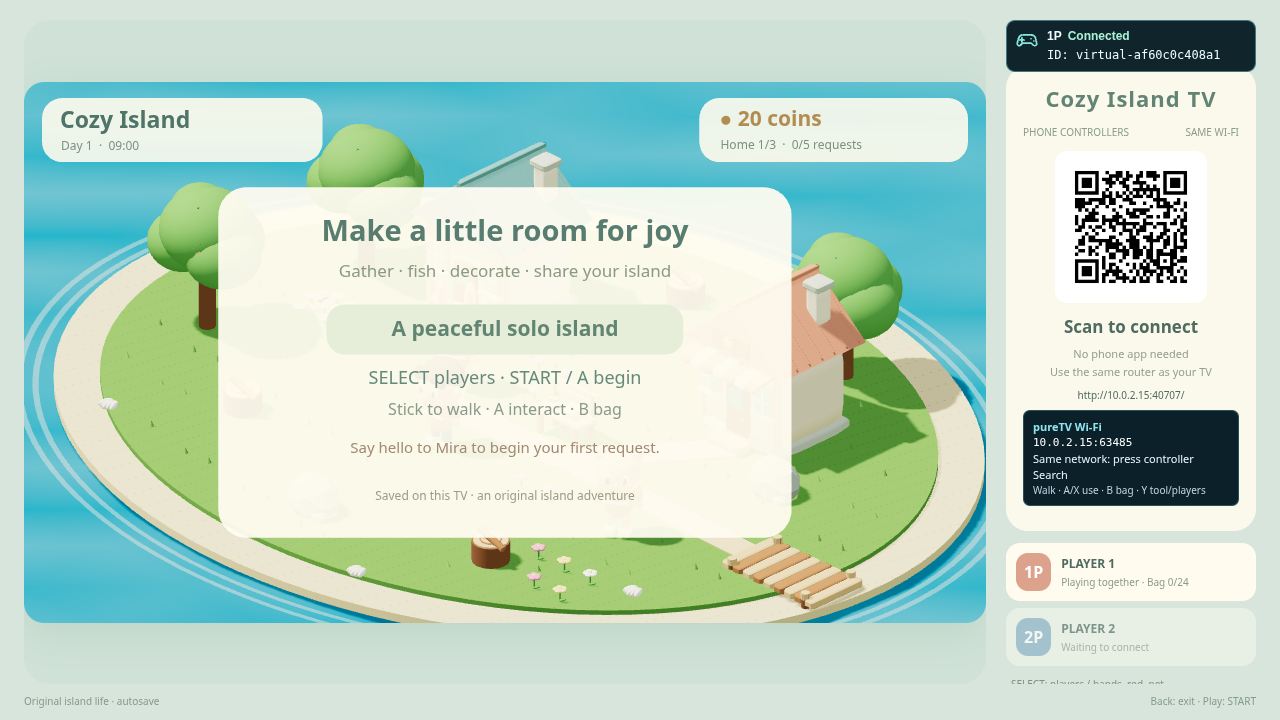 Cozy Island
Day 1 · 09:00
● 20 coins
Home 1/3 · 0/5 requests
Make a little room for joy
Gather · fish · decorate · share your island
A peaceful solo island
SELECT players · START / A begin
Stick to walk · A interact · B bag
Say hello to Mira to begin your first request.
Saved on this TV · an original island adventure
1P Connected
ID: virtual-af60c0c408a1
Cozy Island TV
PHONE CONTROLLERS SAME WI-FI
Scan to connect
No phone app needed
Use the same router as your TV
http://10.0.2.15:40707/
pureTV Wi-Fi
10.0.2.15:63485
Same network: press controller
Search
Walk · A/X use · B bag · Y tool/players
1P PLAYER 1
Playing together · Bag 0/24
2P PLAYER 2
Waiting to connect
SELECT: players / hands, rod, net
Original island life · autosave
Back: exit · Play: START